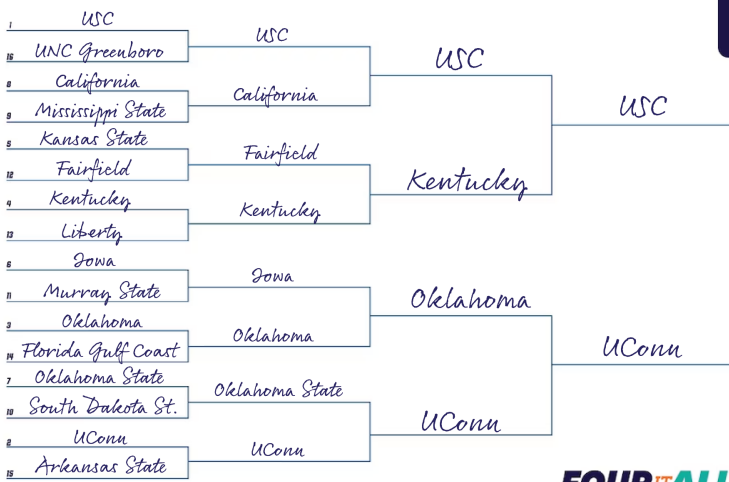 1 USC
16 UNC Greenboro
USC
8 California
9 Mississippi State
California
USC
5 Kansas State
12 Fairfield
Fairfield
4 Kentucky
13 Liberty
Kentucky
Kentucky
USC
6 Iowa
11 Murray State
Iowa
3 Oklahoma
14 Florida Gulf Coast
Oklahoma
Oklahoma
7 Oklahoma State
10 South Dakota St.
Oklahoma State
2 UConn
15 Arkansas State
UConn
UConn
UConn
FOUR IT ALL